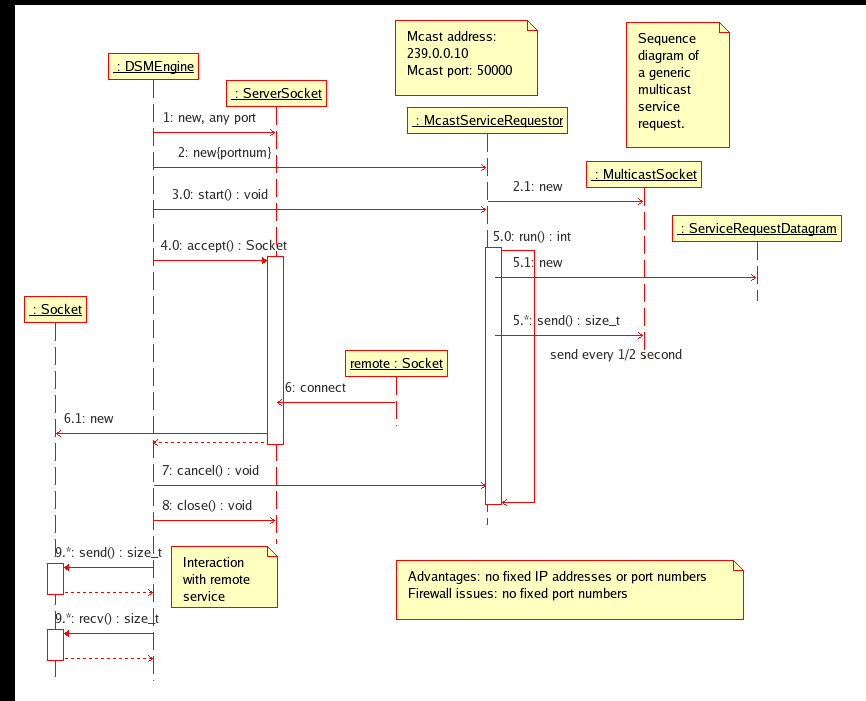 Mcast address:
239.0.0.10
Mcast port: 50000
Sequence
diagram of
a generic
multicast
service
request.
: DSMEngine
: ServerSocket
: McastServiceRequestor
1: new, any port
2: new{portnum}
: MulticastSocket
2.1: new
3.0: start() : void
: ServiceRequestDatagram
5.0: run() : int
4.0: accept() : Socket
5.1: new
: Socket
5.*: send() : size_t
send every 1/2 second
remote : Socket
6: connect
6.1: new
7: cancel() : void
8: close() : void
9.*: send() : size_t
Interaction
with remote
service
Advantages: no fixed IP addresses or port numbers
Firewall issues: no fixed port numbers
9.*: recv() : size_t